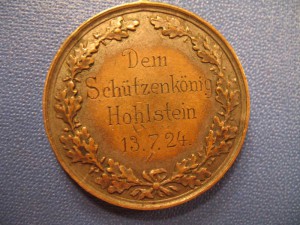 Dem
Schützenkönig
Hohlstein
13.7.24.